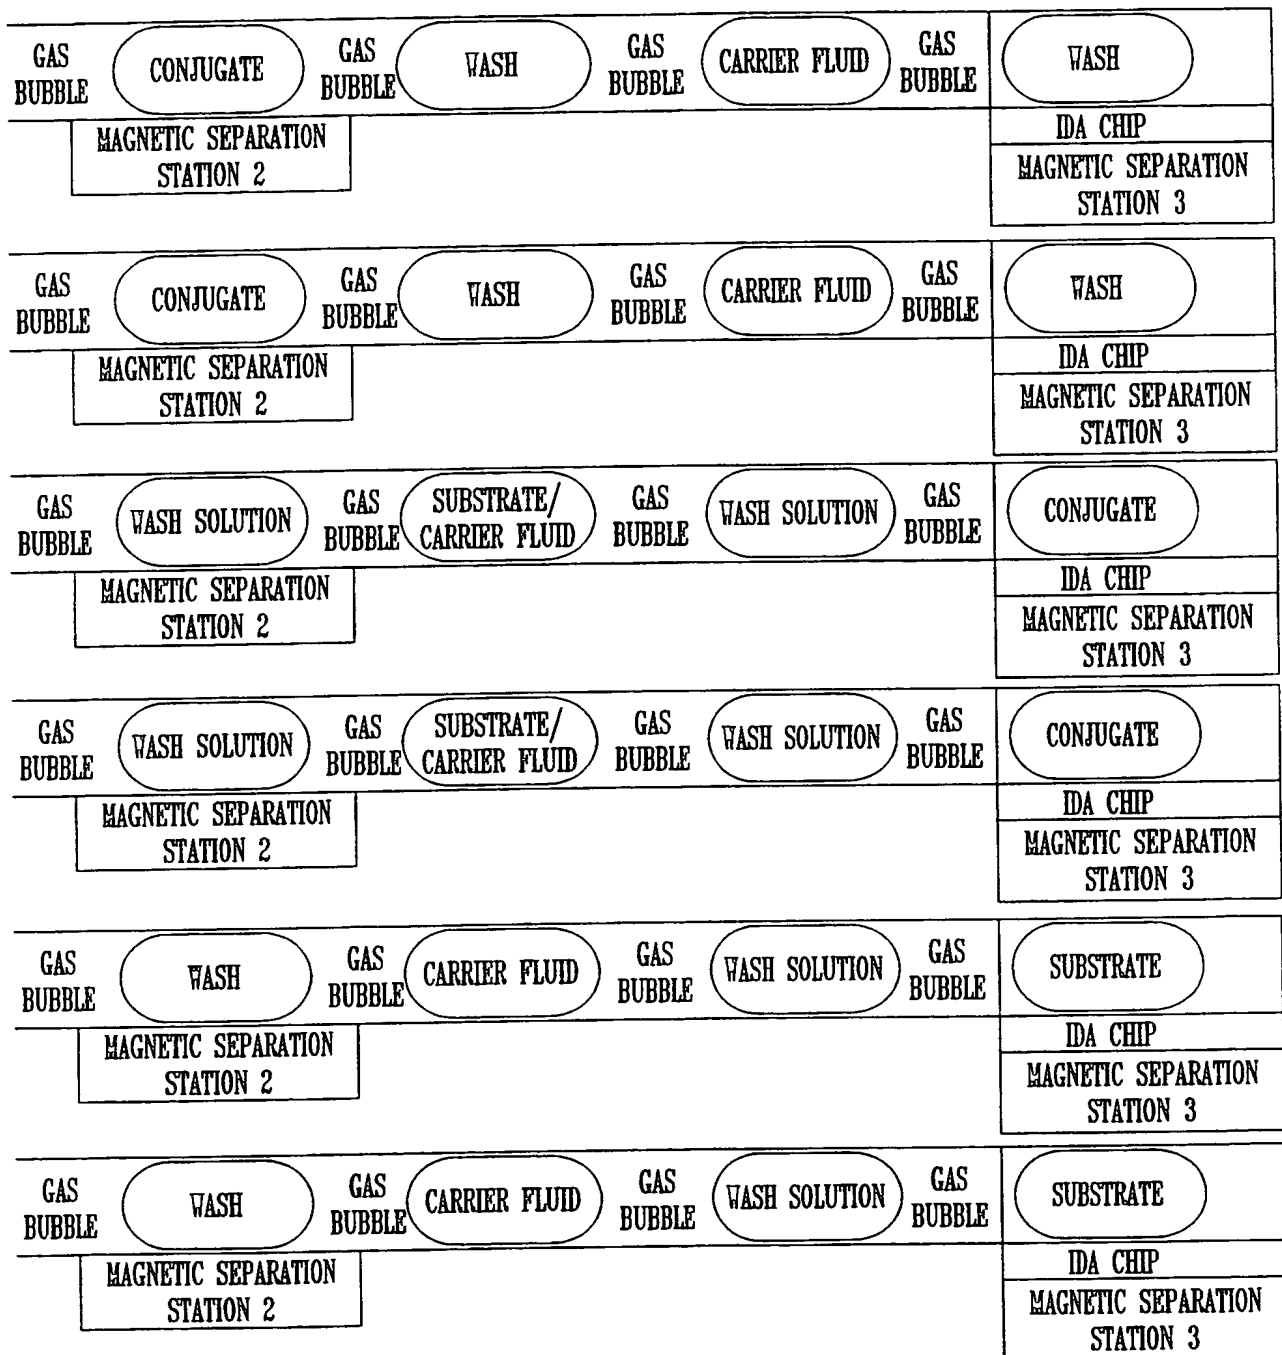 GAS
BUBBLE
CONJUGATE
GAS
BUBBLE
WASH
GAS
BUBBLE
CARRIER FLUID
GAS
BUBBLE
WASH
MAGNETIC SEPARATION
STATION 2
IDA CHIP
MAGNETIC SEPARATION
STATION 3
GAS
BUBBLE
CONJUGATE
GAS
BUBBLE
WASH
GAS
BUBBLE
CARRIER FLUID
GAS
BUBBLE
WASH
MAGNETIC SEPARATION
STATION 2
IDA CHIP
MAGNETIC SEPARATION
STATION 3
GAS
BUBBLE
WASH SOLUTION
GAS
BUBBLE
SUBSTRATE/
CARRIER FLUID
GAS
BUBBLE
WASH SOLUTION
GAS
BUBBLE
CONJUGATE
MAGNETIC SEPARATION
STATION 2
IDA CHIP
MAGNETIC SEPARATION
STATION 3
GAS
BUBBLE
WASH SOLUTION
GAS
BUBBLE
SUBSTRATE/
CARRIER FLUID
GAS
BUBBLE
WASH SOLUTION
GAS
BUBBLE
CONJUGATE
MAGNETIC SEPARATION
STATION 2
IDA CHIP
MAGNETIC SEPARATION
STATION 3
GAS
BUBBLE
WASH
GAS
BUBBLE
CARRIER FLUID
GAS
BUBBLE
WASH SOLUTION
GAS
BUBBLE
SUBSTRATE
MAGNETIC SEPARATION
STATION 2
IDA CHIP
MAGNETIC SEPARATION
STATION 3
GAS
BUBBLE
WASH
GAS
BUBBLE
CARRIER FLUID
GAS
BUBBLE
WASH SOLUTION
GAS
BUBBLE
SUBSTRATE
MAGNETIC SEPARATION
STATION 2
IDA CHIP
MAGNETIC SEPARATION
STATION 3